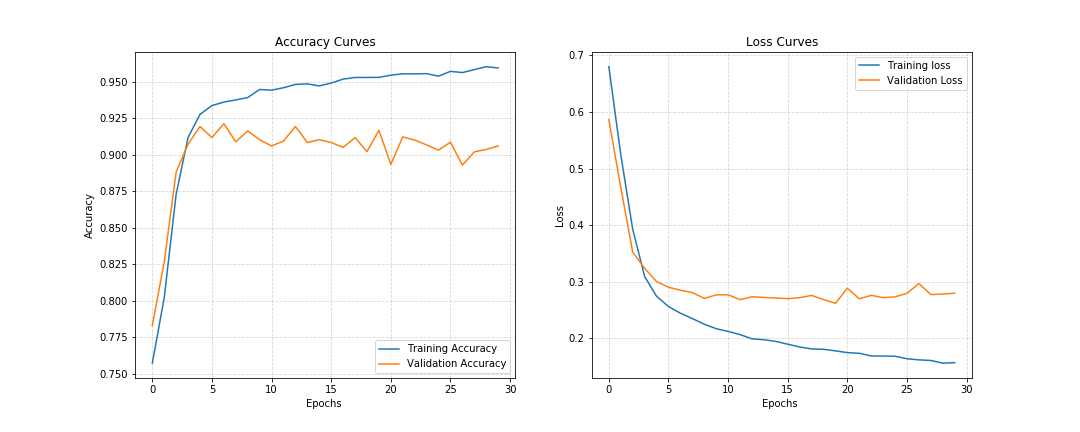 Accuracy Curves
Accuracy
0.950
0.925
0.900
0.875
0.850
0.825
0.800
0.775
0.750
Training Accuracy
Validation Accuracy
0 5 10 15 20 25 30
Epochs
Loss Curves
Loss
0.7
0.6
0.5
0.4
0.3
0.2
Training loss
Validation Loss
0 5 10 15 20 25 30
Epochs